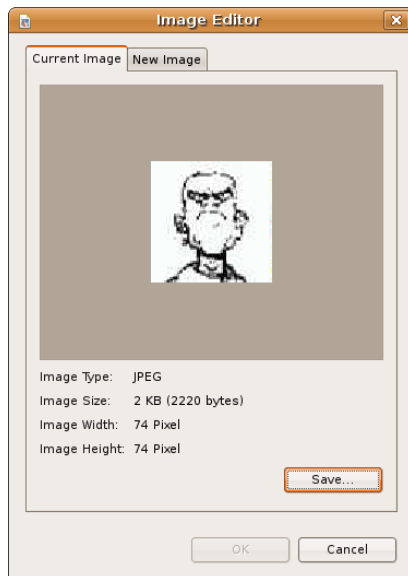 Image Editor
Current Image New Image
Image Type: JPEG
Image Size: 2 KB (2220 bytes)
Image Width: 74 Pixel
Image Height: 74 Pixel
Save...
OK Cancel